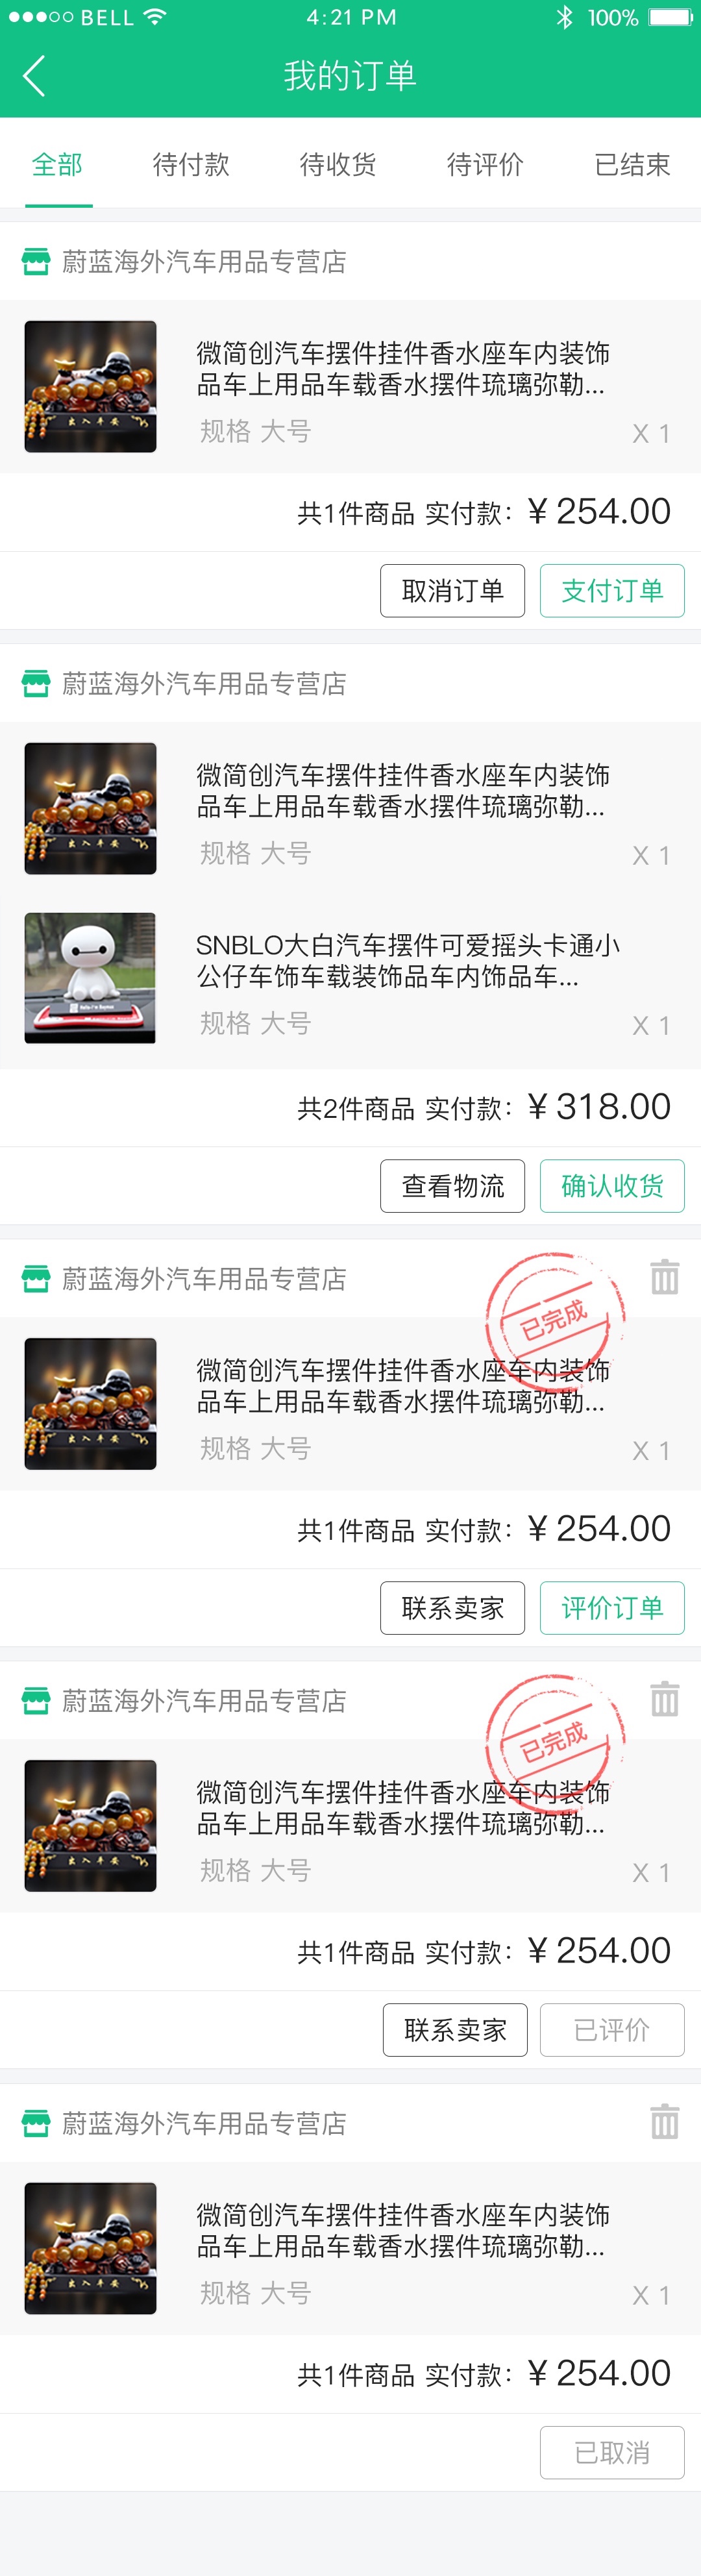 BELL
4:21 PM
100%
我的订单
全部 待付款 待收货 待评价 已结束
蔚蓝海外汽车用品专营店
出入平安
微简创汽车摆件挂件香水座车内装饰
品车上用品车载香水摆件琉璃弥勒...
规格 大号
X 1
共1件商品 实付款：¥ 254.00
取消订单 支付订单
蔚蓝海外汽车用品专营店
出入平安
微简创汽车摆件挂件香水座车内装饰
品车上用品车载香水摆件琉璃弥勒...
规格 大号
X 1
SNBLO大白汽车摆件可爱摇头卡通小
公仔车饰车载装饰品车内饰品车...
规格 大号
X 1
共2件商品 实付款：¥ 318.00
查看物流 确认收货
蔚蓝海外汽车用品专营店
已完成
出入平安
微简创汽车摆件挂件香水座车内装饰
品车上用品车载香水摆件琉璃弥勒...
规格 大号
X 1
共1件商品 实付款：¥ 254.00
联系卖家 评价订单
蔚蓝海外汽车用品专营店
已完成
出入平安
微简创汽车摆件挂件香水座车内装饰
品车上用品车载香水摆件琉璃弥勒...
规格 大号
X 1
共1件商品 实付款：¥ 254.00
联系卖家 已评价
蔚蓝海外汽车用品专营店
出入平安
微简创汽车摆件挂件香水座车内装饰
品车上用品车载香水摆件琉璃弥勒...
规格 大号
X 1
共1件商品 实付款：¥ 254.00
已取消